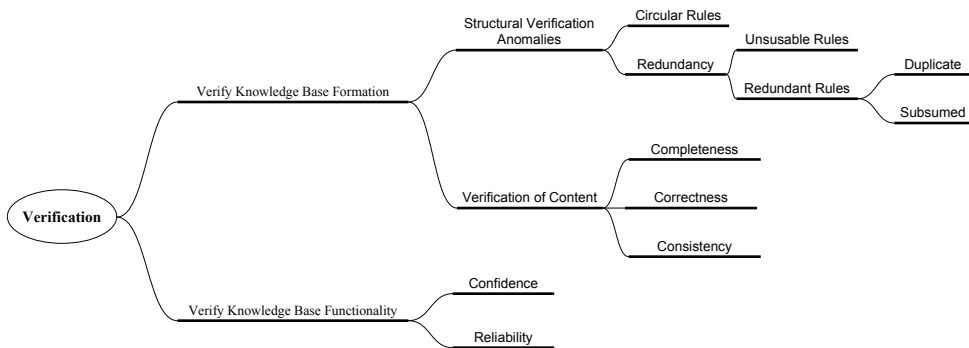 Verification
Verify Knowledge Base Formation
Structural Verification
Anomalies
Circular Rules
Redundancy
Unsusable Rules
Redundant Rules
Duplicate
Subsumed
Verification of Content
Completeness
Correctness
Consistency
Verify Knowledge Base Functionality
Confidence
Reliability